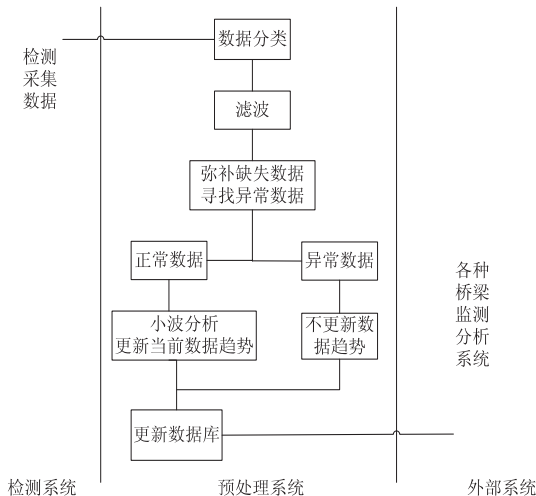 数据分类
检测
采集
数据
滤波
弥补缺失数据
寻找异常数据
正常数据
异常数据
小波分析
更新当前数据趋势
不更新数
据趋势
各种
桥梁
监测
分析
系统
更新数据库
检测系统
预处理系统
外部系统